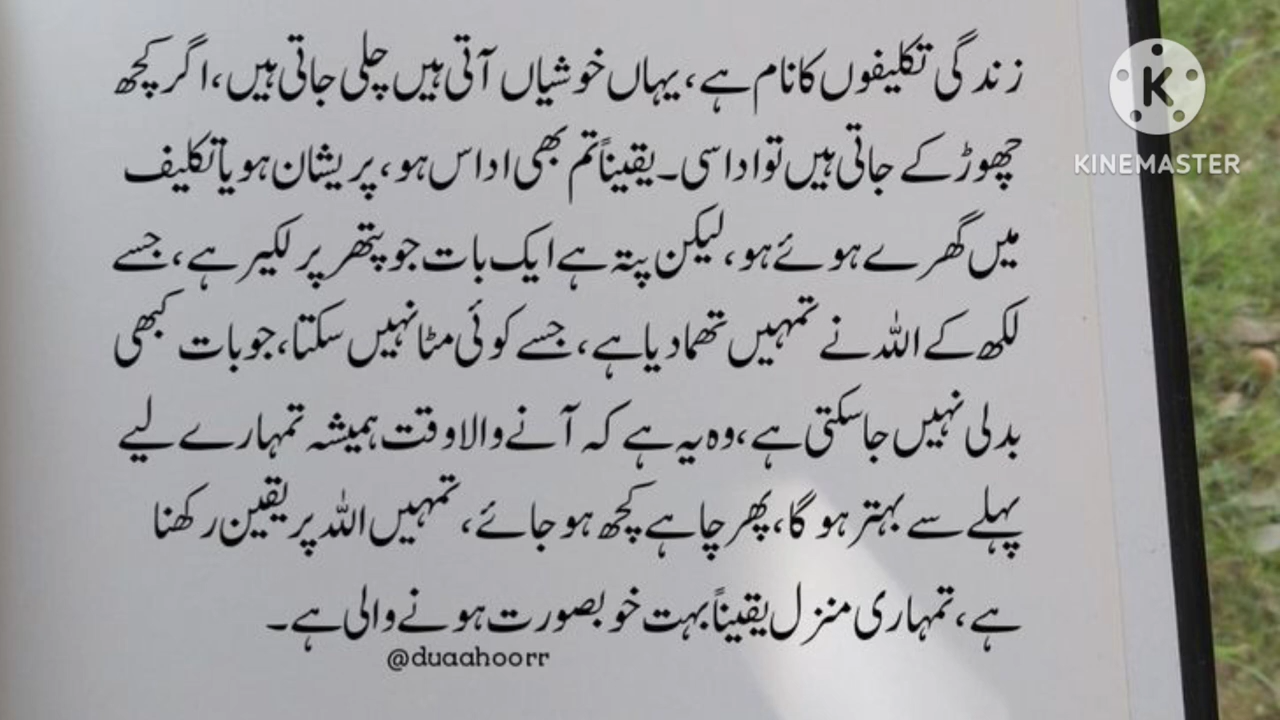 زندگی تکلیفوں کا نام ہے، یہاں خوشیاں آتی ہیں چلی جاتی ہیں، اگر کچھ
چھوڑ کے جاتی ہیں تو اداسی۔ یقیناً تم بھی اداس ہو، پریشان ہو یا تکلیف
میں گھرے ہوئے ہو، لیکن پتہ ہے ایک بات جو پتھر پر لکیر ہے، جسے
لکھ کے اللہ نے تمہیں تھما دیا ہے، جسے کوئی مٹا نہیں سکتا، جو بات کبھی
بدلی نہیں جا سکتی ہے، وہ یہ ہے کہ آنے والا وقت ہمیشہ تمہارے لیے
پہلے سے بہتر ہو گا، پھر چاہے کچھ ہو جائے، تمہیں اللہ پر یقین رکھنا
ہے، تمہاری منزل یقیناً بہت خوبصورت ہونے والی ہے۔
@duaahoorr
K
KINEMASTER